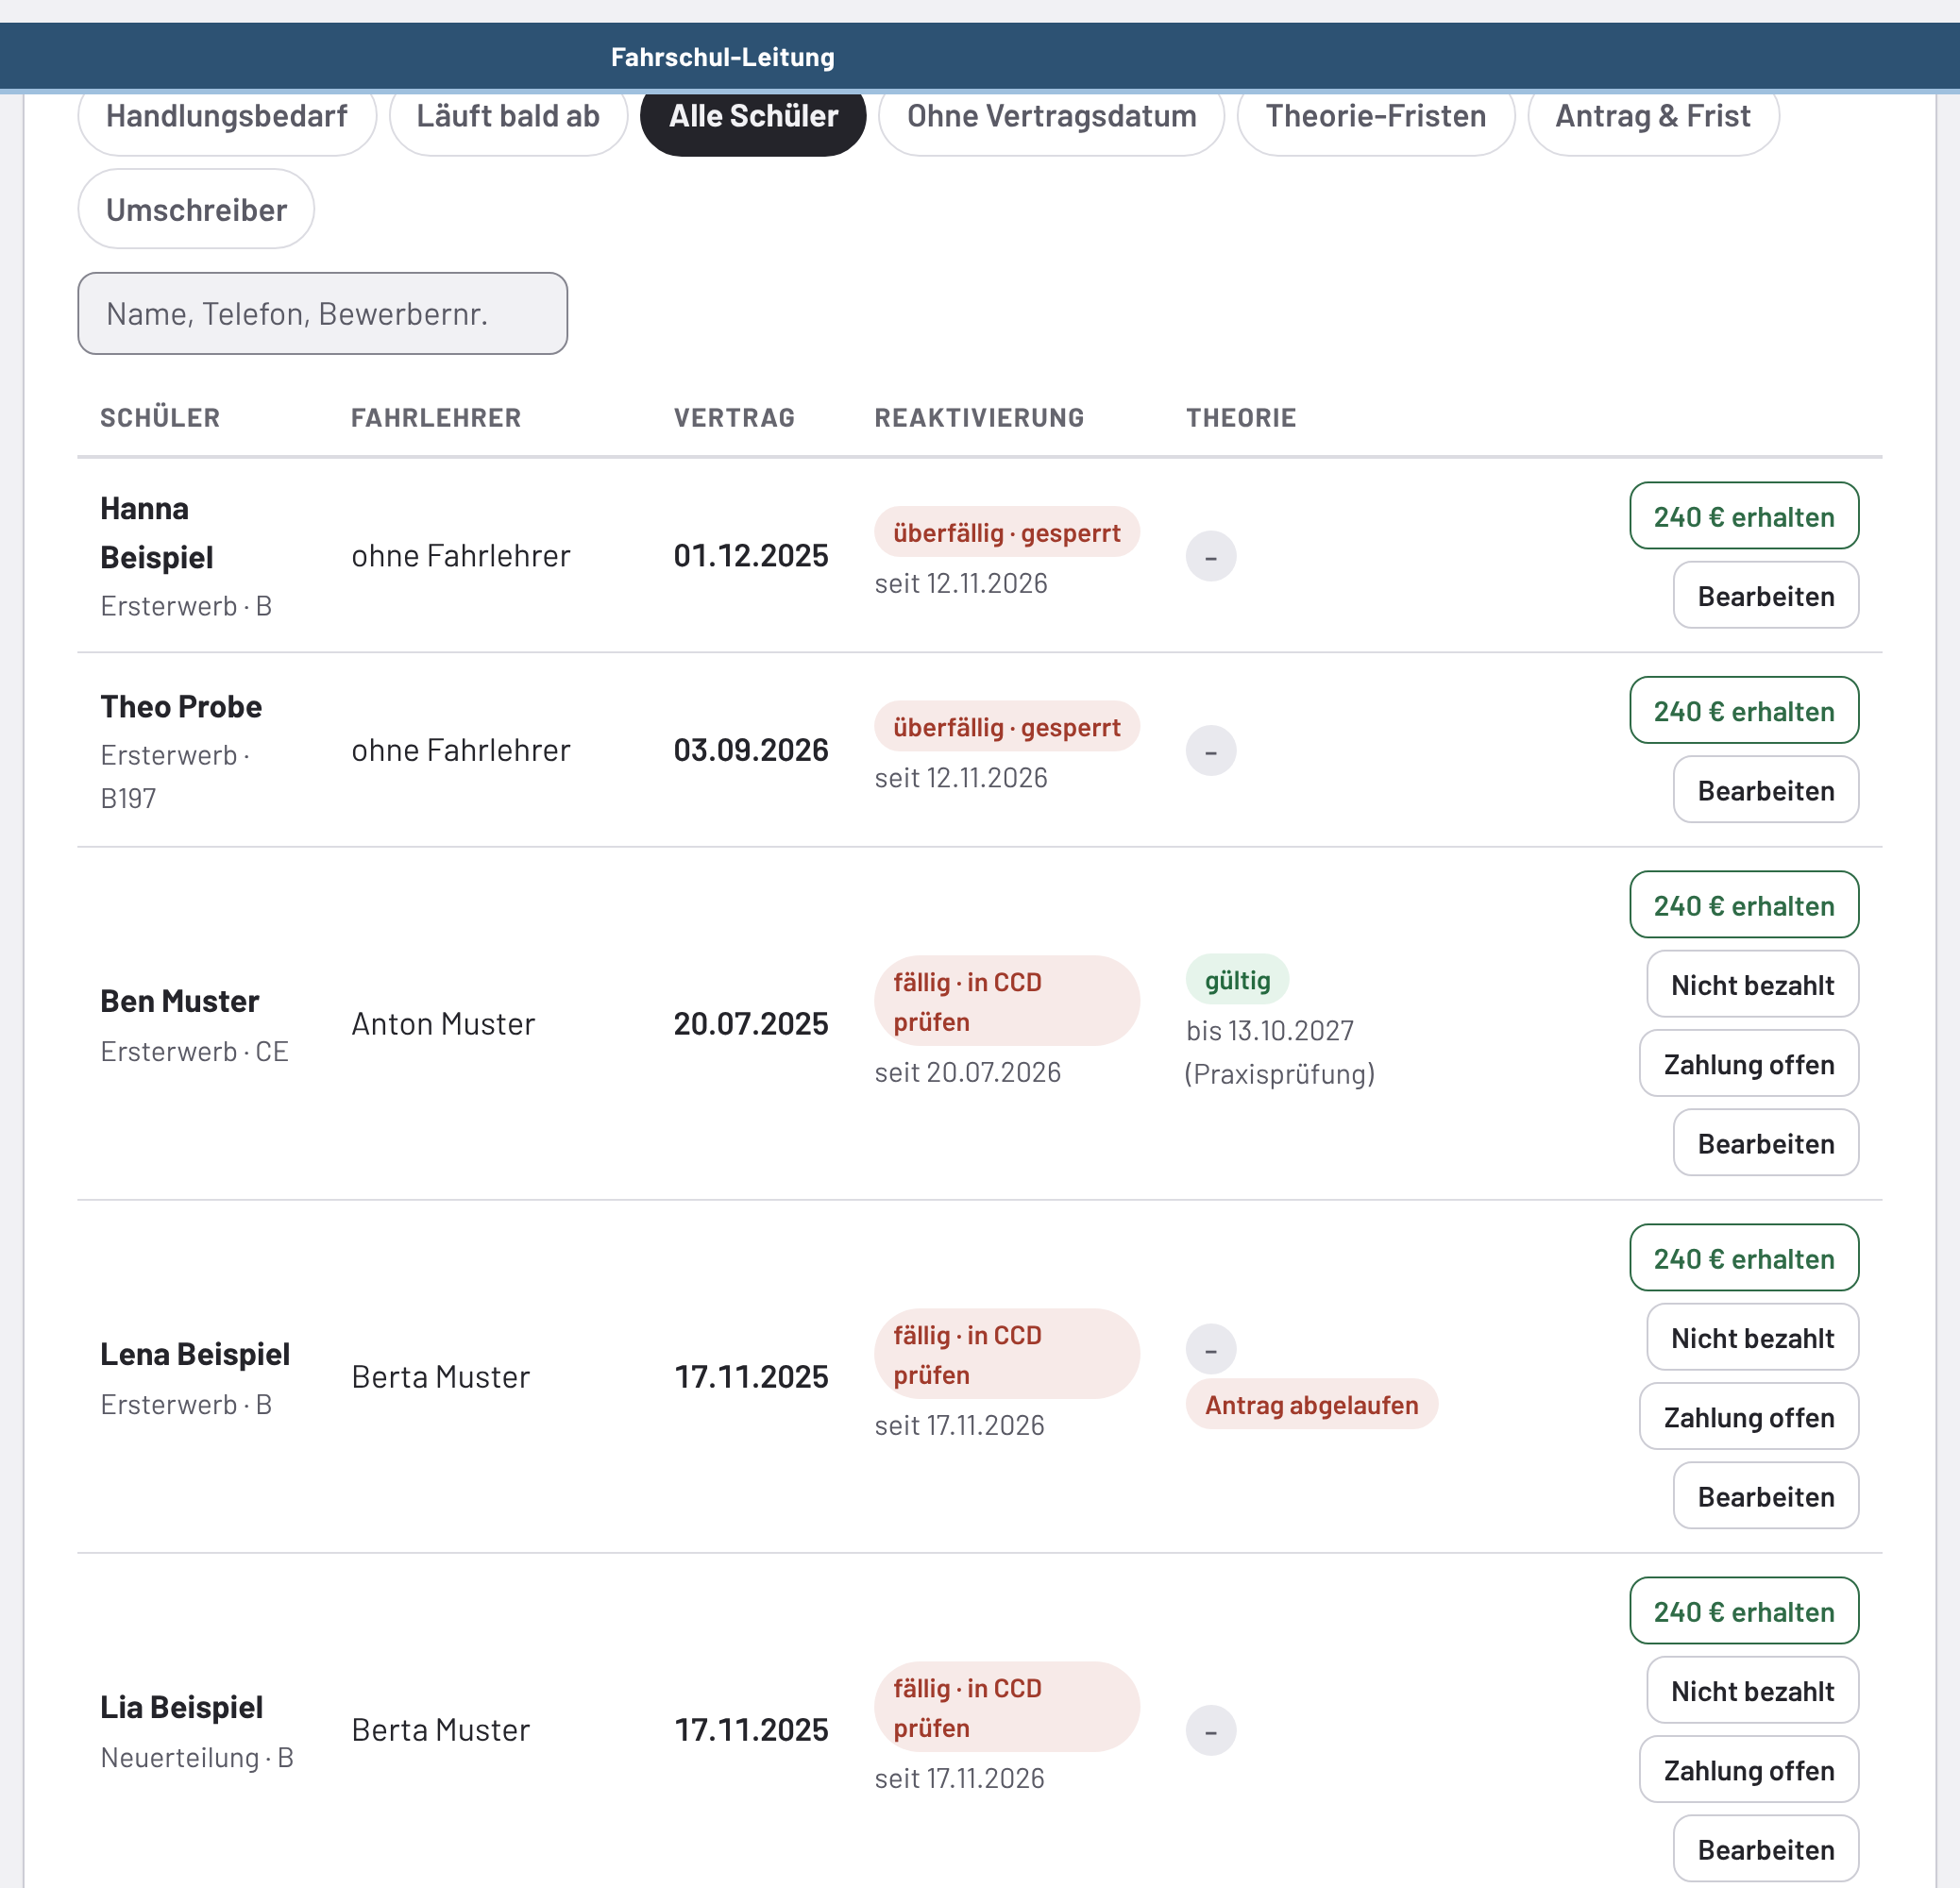 Fahrschul-Leitung
Handlungsbedarf
Läuft bald ab
Alle Schüler
Ohne Vertragsdatum
Theorie-Fristen
Antrag & Frist
Umschreiber
Name, Telefon, Bewerbernr.
SCHÜLER
FAHRLEHRER
VERTRAG
REAKTIVIERUNG
THEORIE
Hanna
Beispiel
Ersterwerb · B
ohne Fahrlehrer
01.12.2025
überfällig · gesperrt
seit 12.11.2026
–
240 € erhalten
Bearbeiten
Theo Probe
Ersterwerb ·
B197
ohne Fahrlehrer
03.09.2026
überfällig · gesperrt
seit 12.11.2026
–
240 € erhalten
Bearbeiten
Ben Muster
Ersterwerb · CE
Anton Muster
20.07.2025
fällig · in CCD
prüfen
seit 20.07.2026
gültig
bis 13.10.2027
(Praxisprüfung)
240 € erhalten
Nicht bezahlt
Zahlung offen
Bearbeiten
Lena Beispiel
Ersterwerb · B
Berta Muster
17.11.2025
fällig · in CCD
prüfen
seit 17.11.2026
–
Antrag abgelaufen
240 € erhalten
Nicht bezahlt
Zahlung offen
Bearbeiten
Lia Beispiel
Neuerteilung · B
Berta Muster
17.11.2025
fällig · in CCD
prüfen
seit 17.11.2026
–
240 € erhalten
Nicht bezahlt
Zahlung offen
Bearbeiten